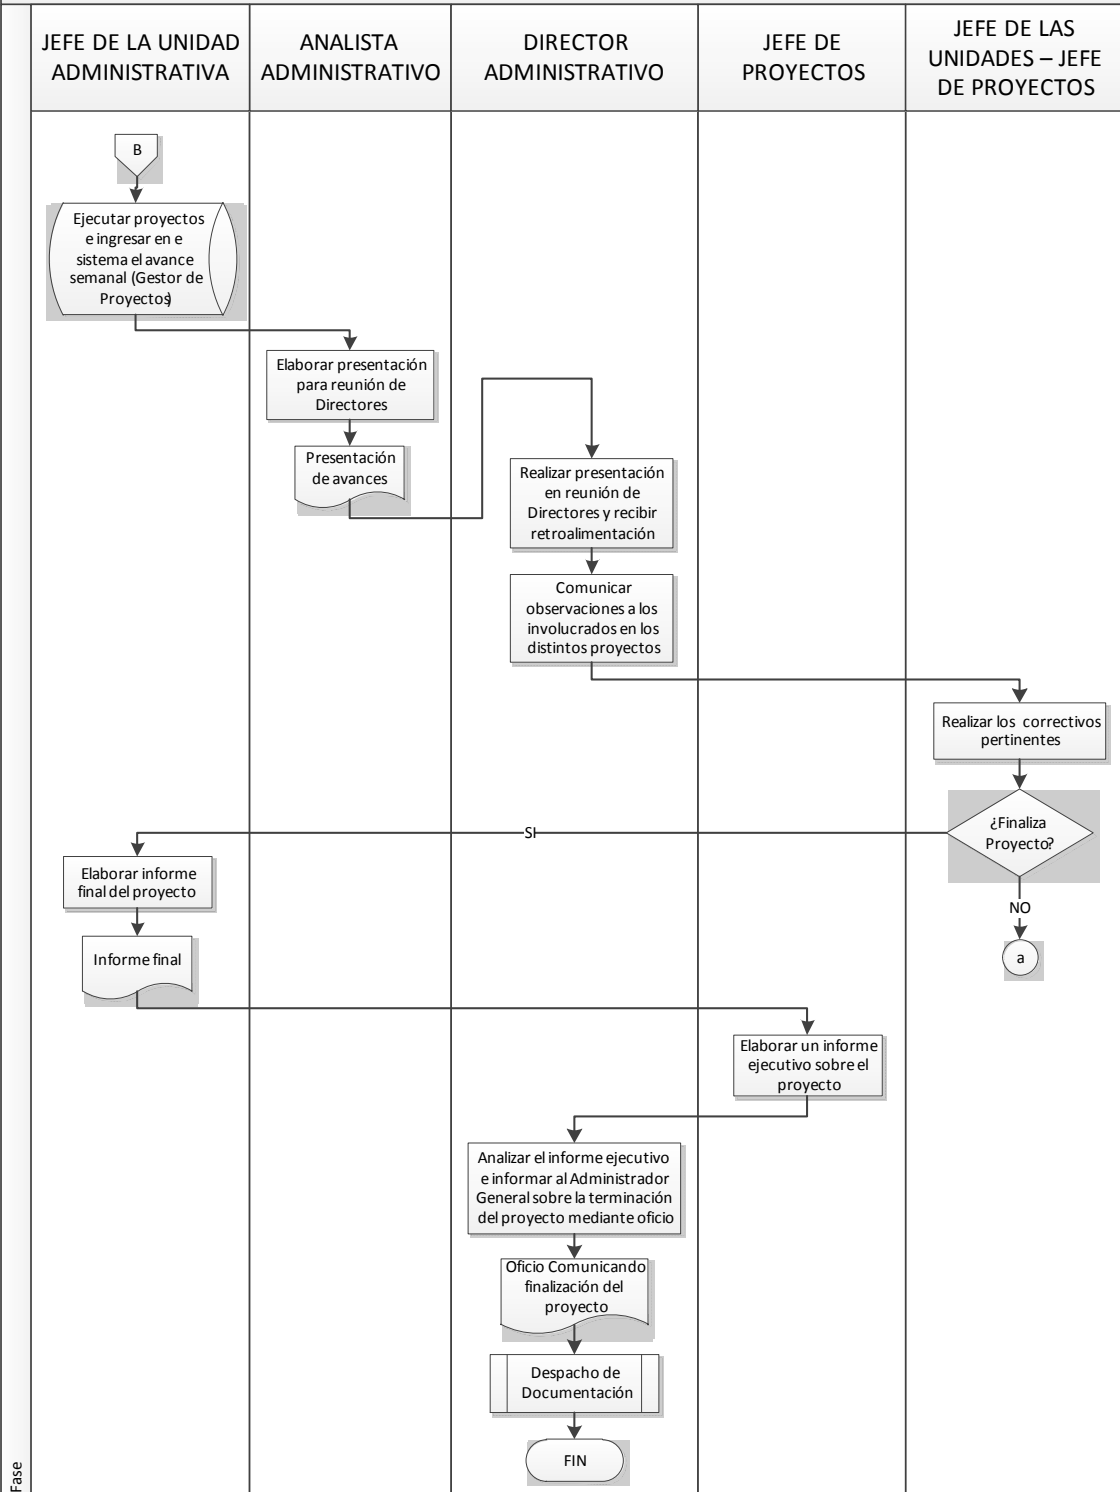 JEFE DE LA UNIDAD
ADMINISTRATIVA
ANALISTA
ADMINISTRATIVO
DIRECTOR
ADMINISTRATIVO
JEFE DE
PROYECTOS
JEFE DE LAS
UNIDADES – JEFE
DE PROYECTOS
B
Ejecutar proyectos
e ingresar en e
sistema el avance
semanal (Gestor de
Proyectos)
Elaborar presentación
para reunión de
Directores
Presentación
de avances
Realizar presentación
en reunión de
Directores y recibir
retroalimentación
Comunicar
observaciones a los
involucrados en los
distintos proyectos
Realizar los correctivos
pertinentes
¿Finaliza
Proyecto?
SI
NO
a
Elaborar informe
final del proyecto
Informe final
Elaborar un informe
ejecutivo sobre el
proyecto
Analizar el informe ejecutivo
e informar al Administrador
General sobre la terminación
del proyecto mediante oficio
Oficio Comunicando
finalización del
proyecto
Despacho de
Documentación
FIN
Fase